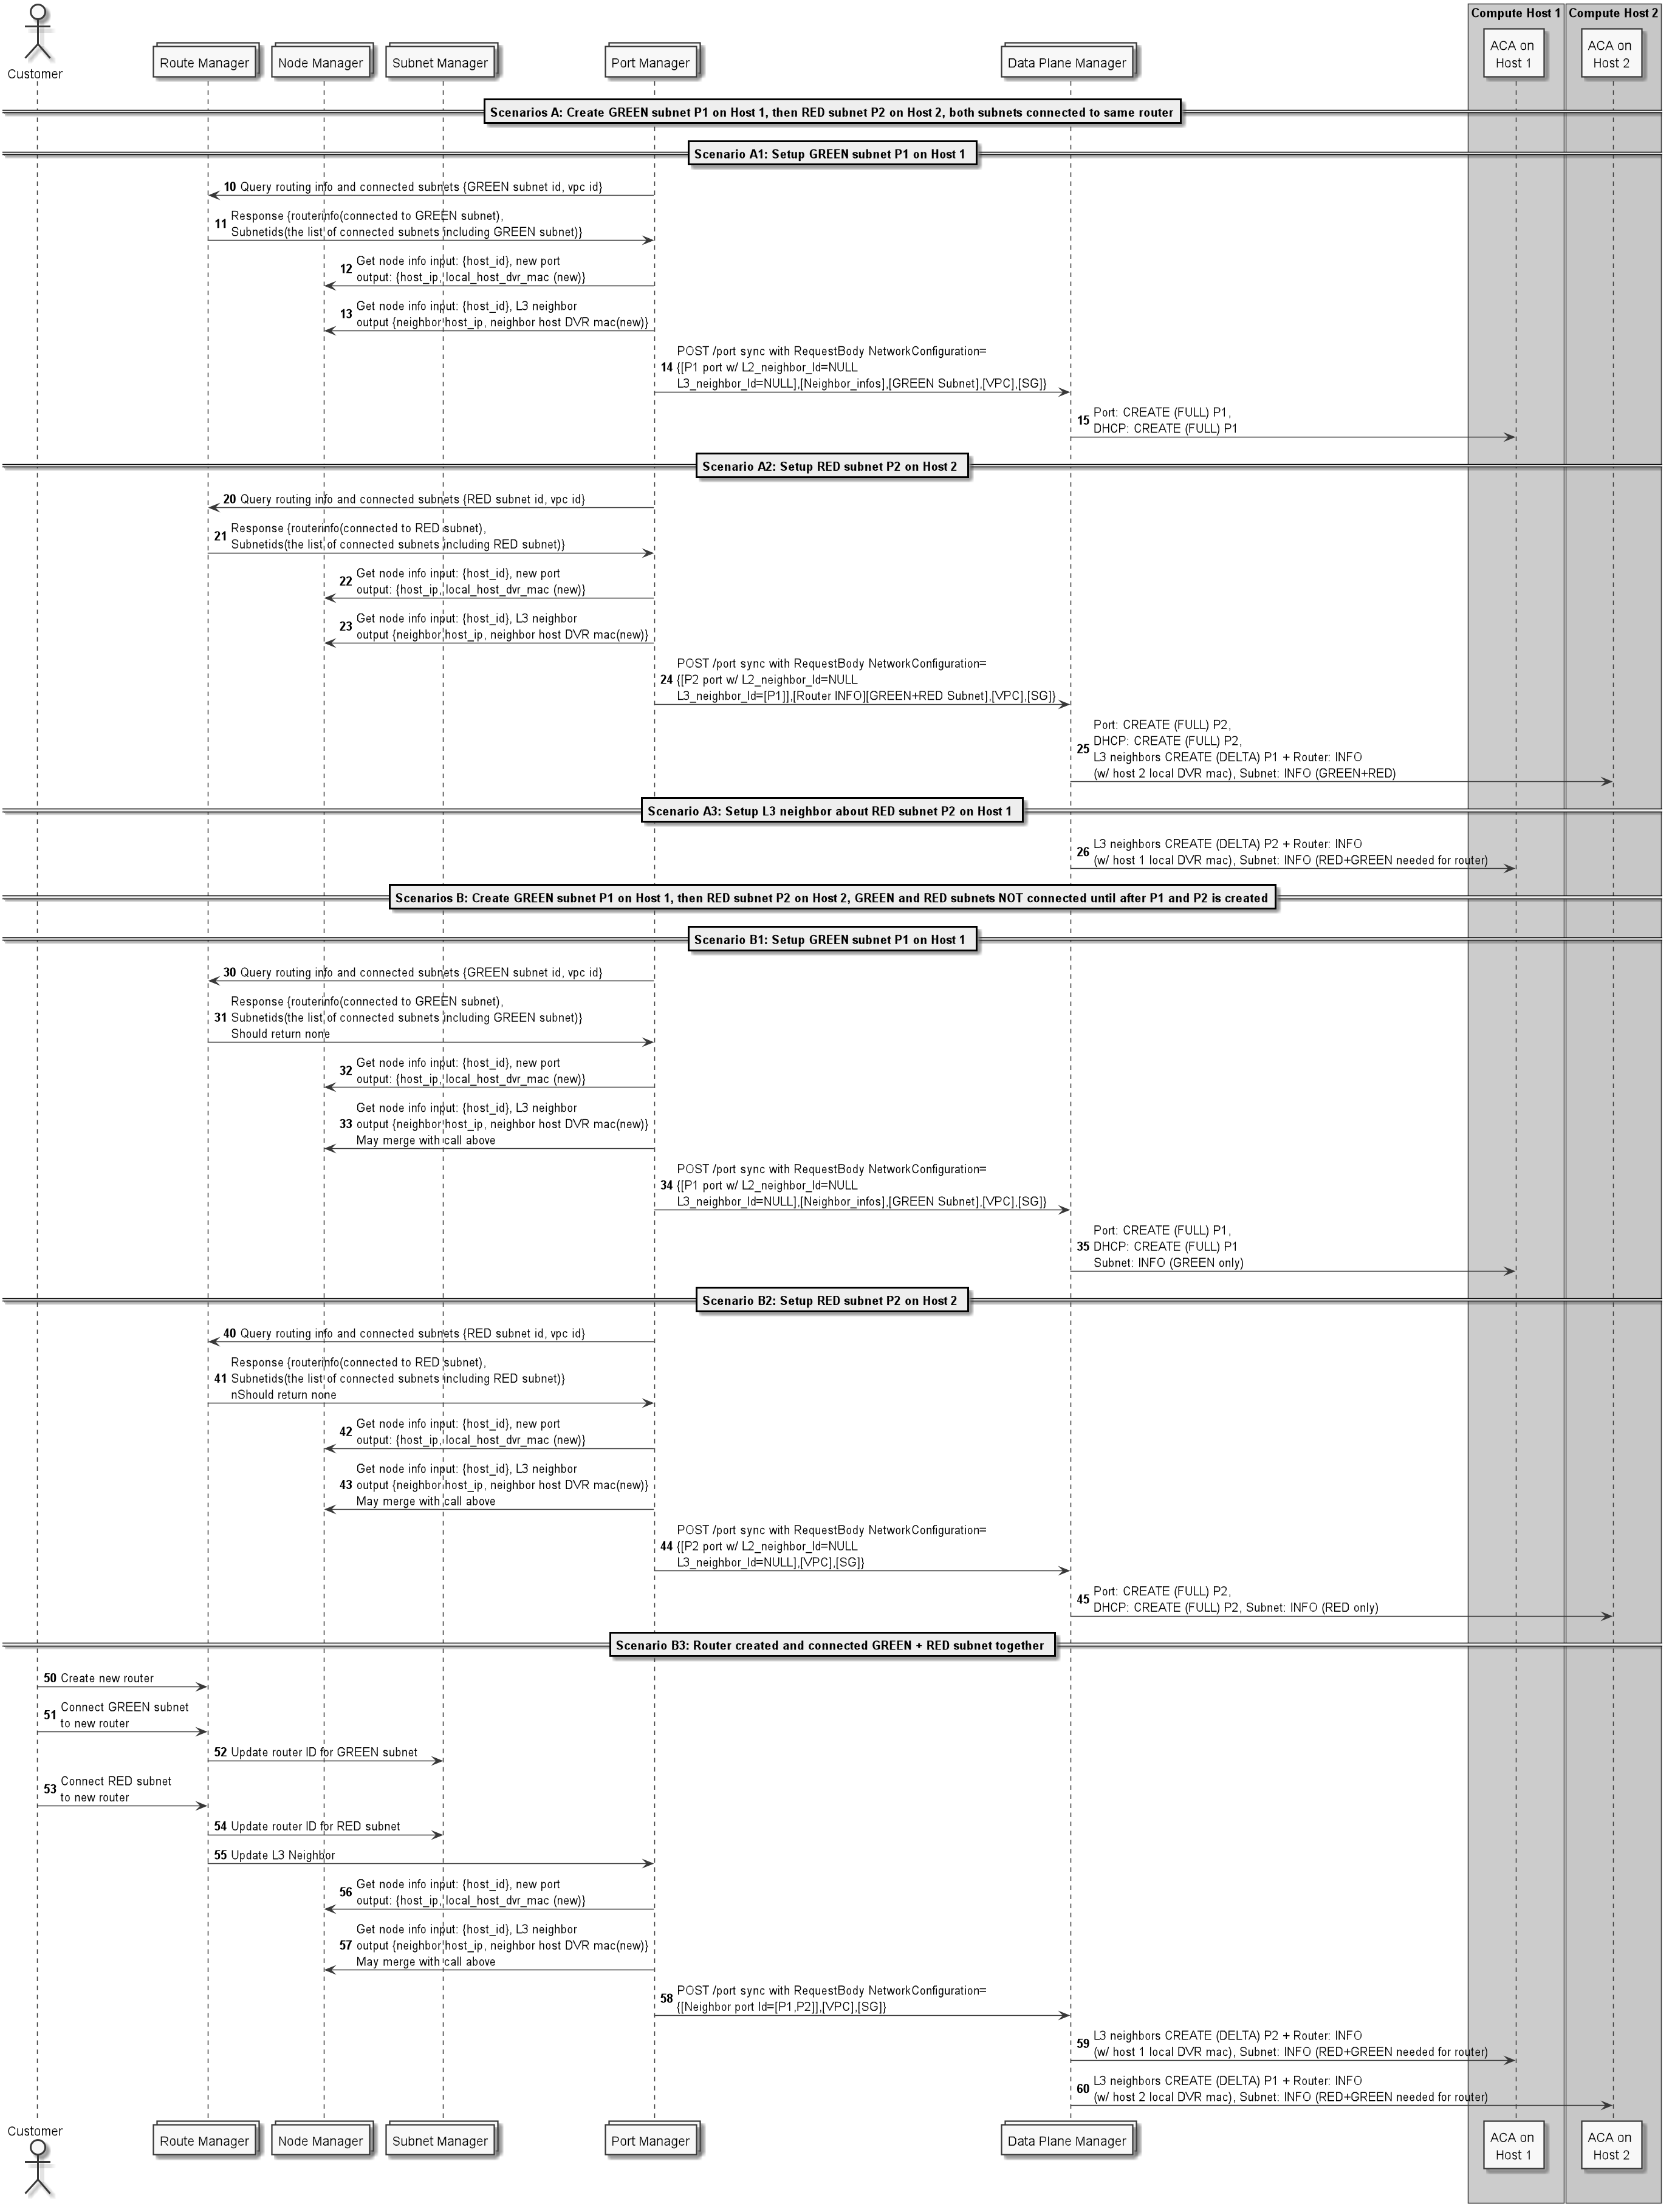 Compute Host 1
Compute Host 2
Customer
Route Manager
Node Manager
Subnet Manager
Port Manager
Data Plane Manager
ACA on
Host 1
ACA on
Host 2
Scenarios A: Create GREEN subnet P1 on Host 1, then RED subnet P2 on Host 2, both subnets connected to same router
Scenario A1: Setup GREEN subnet P1 on Host 1
10 Query routing info and connected subnets {GREEN subnet id, vpc id}
Response {routerinfo(connected to GREEN subnet),
11 Subnetids(the list of connected subnets including GREEN subnet)}
12 Get node info input: {host_id}, new port
output: {host_ip, local_host_dvr_mac (new)}
13 Get node info input: {host_id}, L3 neighbor
output {neighbor host_ip, neighbor host DVR mac(new)}
POST /port sync with RequestBody NetworkConfiguration=
14 {[P1 port w/ L2_neighbor_Id=NULL
L3_neighbor_Id=NULL],[Neighbor_infos],[GREEN Subnet],[VPC],[SG]}
15 Port: CREATE (FULL) P1,
DHCP: CREATE (FULL) P1
Scenario A2: Setup RED subnet P2 on Host 2
20 Query routing info and connected subnets {RED subnet id, vpc id}
21 Response {routerinfo(connected to RED subnet),
Subnetids(the list of connected subnets including RED subnet)}
22 Get node info input: {host_id}, new port
output: {host_ip, local_host_dvr_mac (new)}
23 Get node info input: {host_id}, L3 neighbor
output {neighbor host_ip, neighbor host DVR mac(new)}
POST /port sync with RequestBody NetworkConfiguration=
24 {[P2 port w/ L2_neighbor_Id=NULL
L3_neighbor_Id=[P1]],[Router INFO][GREEN+RED Subnet],[VPC],[SG]}
Port: CREATE (FULL) P2,
DHCP: CREATE (FULL) P2,
25 L3 neighbors CREATE (DELTA) P1 + Router: INFO
(w/ host 2 local DVR mac), Subnet: INFO (GREEN+RED)
Scenario A3: Setup L3 neighbor about RED subnet P2 on Host 1
26 L3 neighbors CREATE (DELTA) P2 + Router: INFO
(w/ host 1 local DVR mac), Subnet: INFO (RED+GREEN needed for router)
Scenarios B: Create GREEN subnet P1 on Host 1, then RED subnet P2 on Host 2, GREEN and RED subnets NOT connected until after P1 and P2 is created
Scenario B1: Setup GREEN subnet P1 on Host 1
30 Query routing info and connected subnets {GREEN subnet id, vpc id}
Response {routerinfo(connected to GREEN subnet),
31 Subnetids(the list of connected subnets including GREEN subnet)}
Should return none
32 Get node info input: {host_id}, new port
output: {host_ip, local_host_dvr_mac (new)}
Get node info input: {host_id}, L3 neighbor
33 output {neighbor host_ip, neighbor host DVR mac(new)}
May merge with call above
POST /port sync with RequestBody NetworkConfiguration=
34 {[P1 port w/ L2_neighbor_Id=NULL
L3_neighbor_Id=NULL],[Neighbor_infos],[GREEN Subnet],[VPC],[SG]}
Port: CREATE (FULL) P1,
35 DHCP: CREATE (FULL) P1
Subnet: INFO (GREEN only)
Scenario B2: Setup RED subnet P2 on Host 2
40 Query routing info and connected subnets {RED subnet id, vpc id}
Response {routerinfo(connected to RED subnet),
41 Subnetids(the list of connected subnets including RED subnet)}
nShould return none
42 Get node info input: {host_id}, new port
output: {host_ip, local_host_dvr_mac (new)}
Get node info input: {host_id}, L3 neighbor
43 output {neighbor host_ip, neighbor host DVR mac(new)}
May merge with call above
POST /port sync with RequestBody NetworkConfiguration=
44 {[P2 port w/ L2_neighbor_Id=NULL
L3_neighbor_Id=NULL],[VPC],[SG]}
45 Port: CREATE (FULL) P2,
DHCP: CREATE (FULL) P2, Subnet: INFO (RED only)
Scenario B3: Router created and connected GREEN + RED subnet together
50 Create new router
51 Connect GREEN subnet
to new router
52 Update router ID for GREEN subnet
53 Connect RED subnet
to new router
54 Update router ID for RED subnet
55 Update L3 Neighbor
56 Get node info input: {host_id}, new port
output: {host_ip, local_host_dvr_mac (new)}
Get node info input: {host_id}, L3 neighbor
57 output {neighbor host_ip, neighbor host DVR mac(new)}
May merge with call above
58 POST /port sync with RequestBody NetworkConfiguration=
{[Neighbor port Id=[P1,P2]],[VPC],[SG]}
59 L3 neighbors CREATE (DELTA) P2 + Router: INFO
(w/ host 1 local DVR mac), Subnet: INFO (RED+GREEN needed for router)
60 L3 neighbors CREATE (DELTA) P1 + Router: INFO
(w/ host 2 local DVR mac), Subnet: INFO (RED+GREEN needed for router)
Customer
Route Manager
Node Manager
Subnet Manager
Port Manager
Data Plane Manager
ACA on
Host 1
ACA on
Host 2